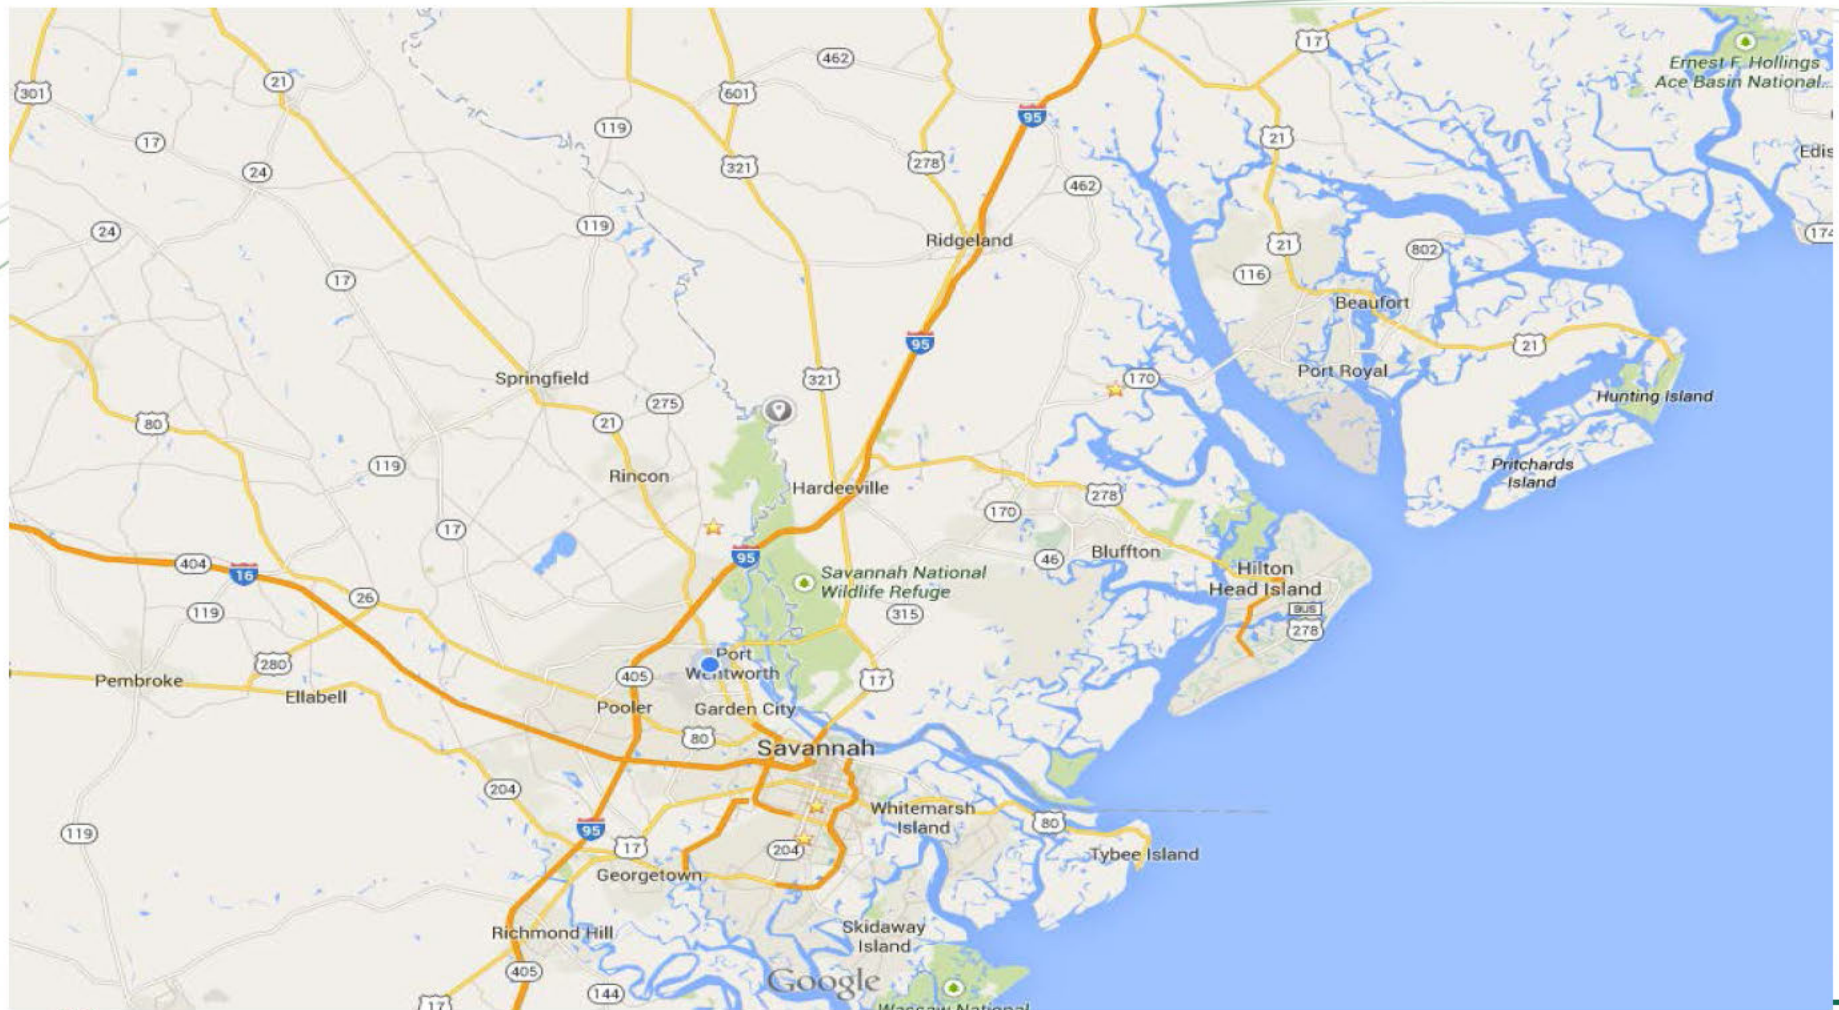 17
Ernest F. Hollings
Ace Basin National...
462
21
301
601
95
119
21
17
321
278
24
462
Edis
119
24
174
Ridgeland
21
802
116
17
Beaufort
95
21
Springfield
321
170
Port Royal
Hunting Island
275
80
21
119
Rincon
Hardeeville
Pritchards
Island
278
170
17
95
46
Bluffton
404
16
Savannah National
Wildlife Refuge
Hilton
Head Island
26
119
315
BUS
278
280
Port
Wentworth
405
17
Pembroke
Ellabell
Pooler
Garden City
80
Savannah
204
Whitemarsh
Island
80
119
95
17
204
Tybee Island
Georgetown
Richmond Hill
Skidaway
Island
405
Google
144
17
Wassaw National